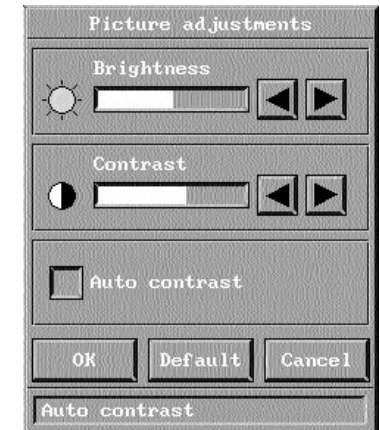 Picture adjustments
Brightness
Contrast
Auto contrast
OK Default Cancel
Auto contrast